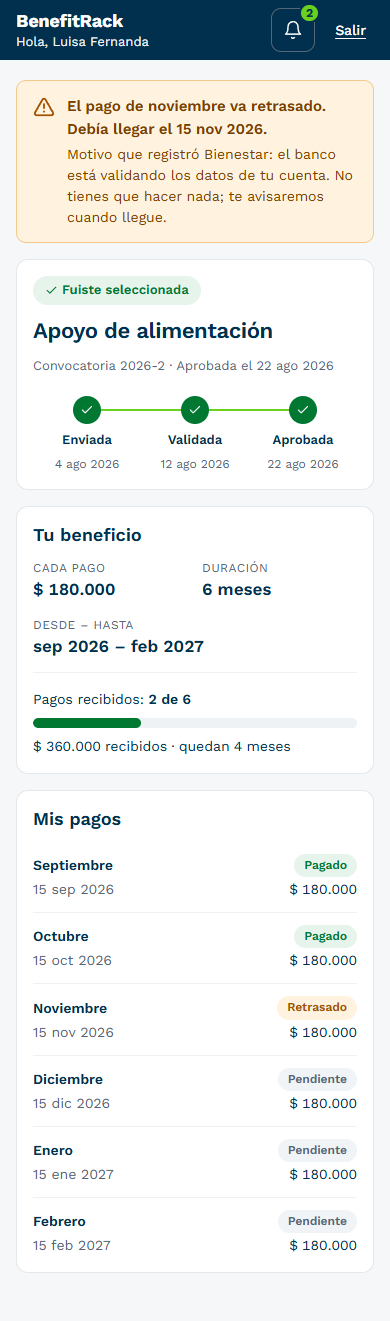 BenefitRack
Hola, Luisa Fernanda
2
Salir
El pago de noviembre va retrasado.
Debía llegar el 15 nov 2026.
Motivo que registró Bienestar: el banco
está validando los datos de tu cuenta. No
tienes que hacer nada; te avisaremos
cuando llegue.
Fuiste seleccionada
Apoyo de alimentación
Convocatoria 2026-2 · Aprobada el 22 ago 2026
Enviada Validada Aprobada
4 ago 2026 12 ago 2026 22 ago 2026
Tu beneficio
CADA PAGO DURACIÓN
$ 180.000 6 meses
DESDE – HASTA
sep 2026 – feb 2027
Pagos recibidos: 2 de 6
$ 360.000 recibidos · quedan 4 meses
Mis pagos
Septiembre Pagado
15 sep 2026 $ 180.000
Octubre Pagado
15 oct 2026 $ 180.000
Noviembre Retrasado
15 nov 2026 $ 180.000
Diciembre Pendiente
15 dic 2026 $ 180.000
Enero Pendiente
15 ene 2027 $ 180.000
Febrero Pendiente
15 feb 2027 $ 180.000